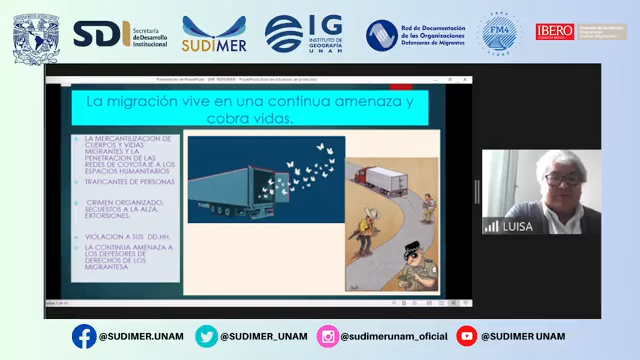 SDI
Secretaría
de Desarrollo
Institucional
SUDIMER
IG
INSTITUTO DE
GEOGRAFÍA
UNAM
Red de Documentación
de las Organizaciones
Defensoras de Migrantes
FM4
IBERO
La migración vive en una continua amenaza y
cobra vidas.
LA MERCANTILIZACION DE
CUERPOS Y VIDAS
MIGRANTES Y LA
PENETRACION DE LAS
REDES DE COYOTAJE A LOS
ESPACIOS HUMANITARIOS
TRAFICANTES DE PERSONAS
CRIMEN ORGANIZADO,
SECUESTROS A LA ALZA,
EXTORSIONES.
VIOLACION A SUS DD.HH.
LA CONTINUA AMENAZA A
LOS DEFESORES DE
DERECHOS DE LOS
MIGRANTESA
LUISA
@SUDIMER.UNAM
@SUDIMER_UNAM
@sudimerunam_oficial
@SUDIMER UNAM